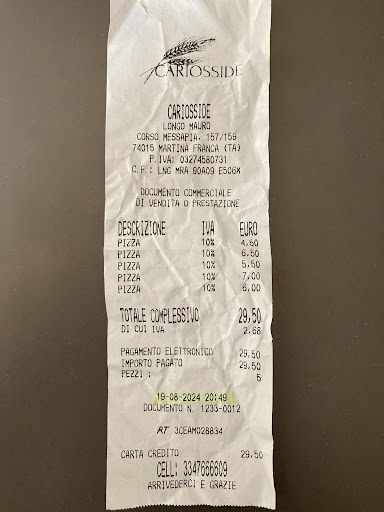 CARIOSSIDE
CARIOSSIDE
LONGO MAURO
CORSO MESSAPIA, 157/159
74015 MARTINA FRANCA (TA)
P.IVA: 03274580731
C.F.: LNG MRA 90A09 E506X
DOCUMENTO COMMERCIALE
DI VENDITA O PRESTAZIONE
DESCRIZIONE IVA EURO
PIZZA 10% 4,50
PIZZA 10% 6,50
PIZZA 10% 5,50
PIZZA 10% 7,00
PIZZA 10% 6,00
TOTALE COMPLESSIVO 29,50
DI CUI IVA 2,68
PAGAMENTO ELETTRONICO 29,50
IMPORTO PAGATO 29,50
PEZZI : 5
19-08-2024 20:49
DOCUMENTO N. 1233-0012
RT 3CEAM028834
CARTA CREDITO 29,50
CELL: 3347666609
ARRIVEDERCI E GRAZIE